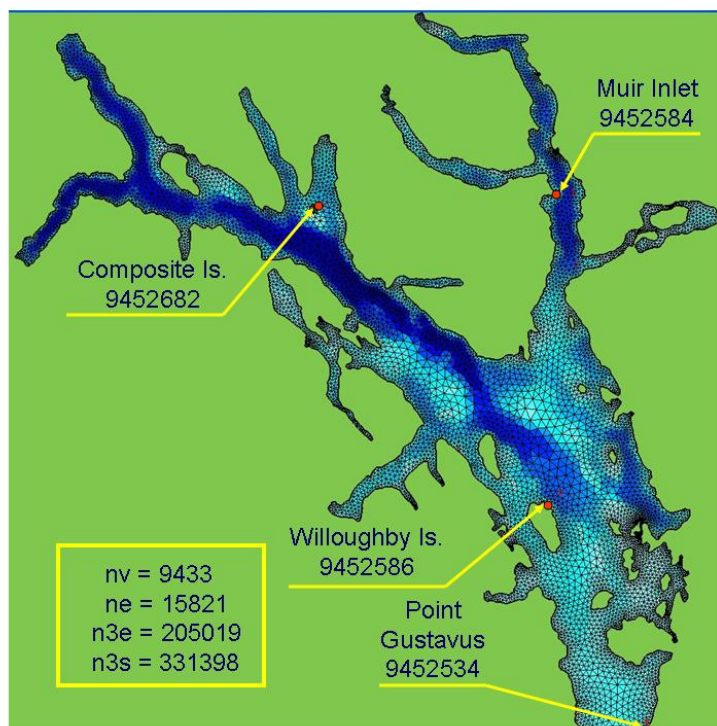 Muir Inlet
9452584
Composite Is.
9452682
Willoughby Is.
9452586
nv = 9433
ne = 15821
n3e = 205019
n3s = 331398
Point
Gustavus
9452534